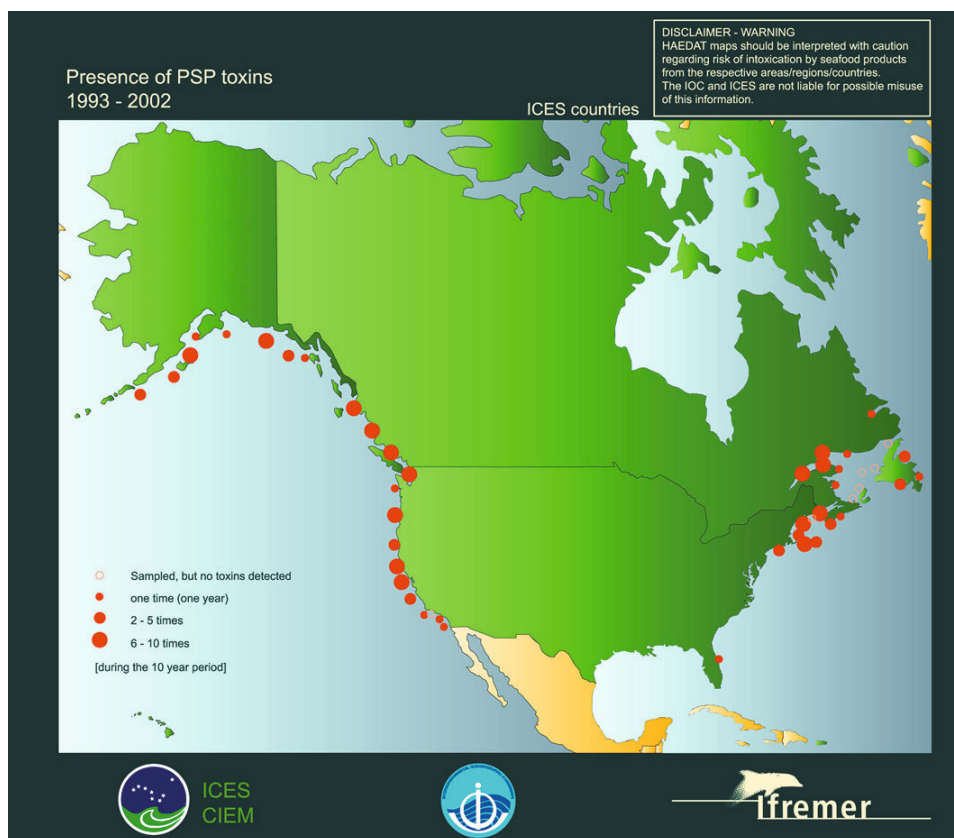 Presence of PSP toxins
1993 - 2002
ICES countries
DISCLAIMER - WARNING
HAEDAT maps should be interpreted with caution
regarding risk of intoxication by seafood products
from the respective areas/regions/countries.
The IOC and ICES are not liable for possible misuse
of this information.
Sampled, but no toxins detected
one time (one year)
2 - 5 times
6 - 10 times
[during the 10 year period]
ICES
CIEM
Ifremer